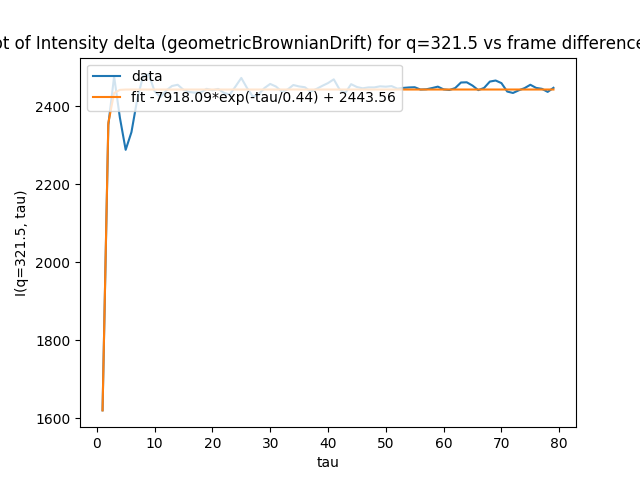 ot of Intensity delta (geometricBrownianDrift) for q=321.5 vs frame difference
data
fit -7918.09*exp(-tau/0.44) + 2443.56
2400
2200
2000
1800
1600
I(q=321.5, tau)
0 10 20 30 40 50 60 70 80
tau